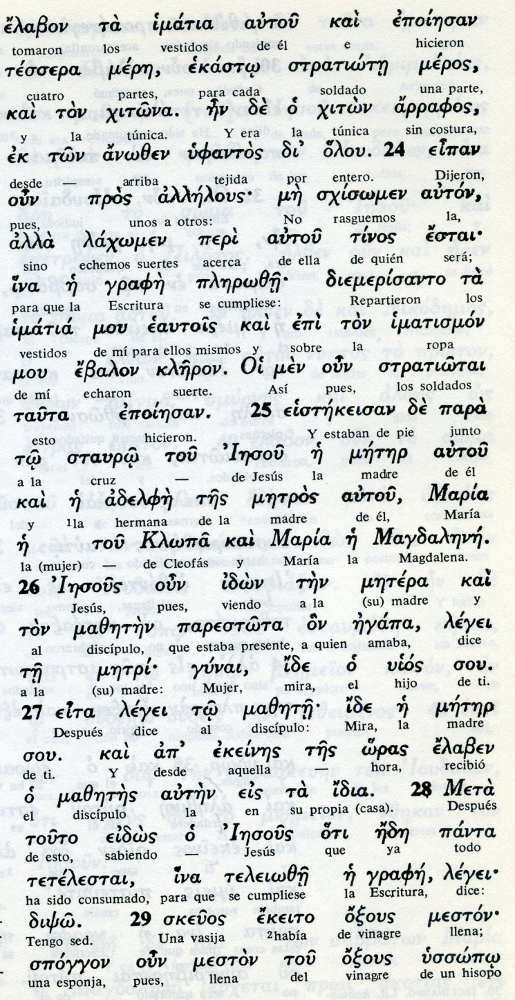 ἔλαβον τὰ ἱμάτια αὐτοῦ καὶ ἐποίησαν
tomaron los vestidos de él e hicieron
τέσσερα μέρη, ἑκάστῳ στρατιώτῃ μέρος,
cuatro partes, para cada soldado una parte,
καὶ τὸν χιτῶνα. ἦν δὲ ὁ χιτὼν ἄρραφος,
y la túnica. Y era la túnica sin costura,
ἐκ τῶν ἄνωθεν ὑφαντὸς δι' ὅλου. 24 εἶπαν
desde arriba tejida por entero. Dijeron,
οὖν πρὸς ἀλλήλους· μὴ σχίσωμεν αὐτόν,
pues, unos a otros: No rasguemos la,
ἀλλὰ λάχωμεν περὶ αὐτοῦ τίνος ἔσται·
sino echemos suertes acerca de ella de quién será;
ἵνα ἡ γραφὴ πληρωθῇ· διεμερίσαντο τὰ
para que la Escritura se cumpliese: Repartieron los
ἱμάτιά μου ἑαυτοῖς καὶ ἐπὶ τὸν ἱματισμόν
vestidos de mí para ellos mismos y sobre la ropa
μου ἔβαλον κλῆρον. Οἱ μὲν οὖν στρατιῶται
de mí echaron suerte. Así pues, los soldados
ταῦτα ἐποίησαν. 25 εἱστήκεισαν δὲ παρὰ
esto hicieron. Y estaban de pie junto
τῷ σταυρῷ τοῦ Ἰησοῦ ἡ μήτηρ αὐτοῦ
a la cruz — de Jesús la madre de él
καὶ ἡ ἀδελφὴ τῆς μητρὸς αὐτοῦ, Μαρία
y ¹la hermana de la madre de él, María
ἡ τοῦ Κλωπᾶ καὶ Μαρία ἡ Μαγδαληνή.
la (mujer) — de Cleofás y María la Magdalena.
26 Ἰησοῦς οὖν ἰδὼν τὴν μητέρα καὶ
Jesús, pues, viendo a la (su) madre y
τὸν μαθητὴν παρεστῶτα ὃν ἠγάπα, λέγει
al discípulo, que estaba presente, a quien amaba, dice
τῇ μητρί· γύναι, ἴδε ὁ υἱός σου.
a la (su) madre: Mujer, mira, el hijo de ti.
27 εἶτα λέγει τῷ μαθητῇ· ἴδε ἡ μήτηρ
Después dice al discípulo: Mira, la madre
σου. καὶ ἀπ' ἐκείνης τῆς ὥρας ἔλαβεν
de ti. Y desde aquella — hora, recibió
ὁ μαθητὴς αὐτὴν εἰς τὰ ἴδια. 28 Μετὰ
el discípulo la en su propia (casa). Después
τοῦτο εἰδὼς ὁ Ἰησοῦς ὅτι ἤδη πάντα
de esto, sabiendo — Jesús que ya todo
τετέλεσται, ἵνα τελειωθῇ ἡ γραφή, λέγει·
ha sido consumado, para que se cumpliese la Escritura, dice:
διψῶ. 29 σκεῦος ἔκειτο ὄξους μεστόν·
Tengo sed. Una vasija ²había de vinagre llena;
σπόγγον οὖν μεστὸν τοῦ ὄξους ὑσσώπῳ
una esponja, pues, llena del vinagre de un hisopo